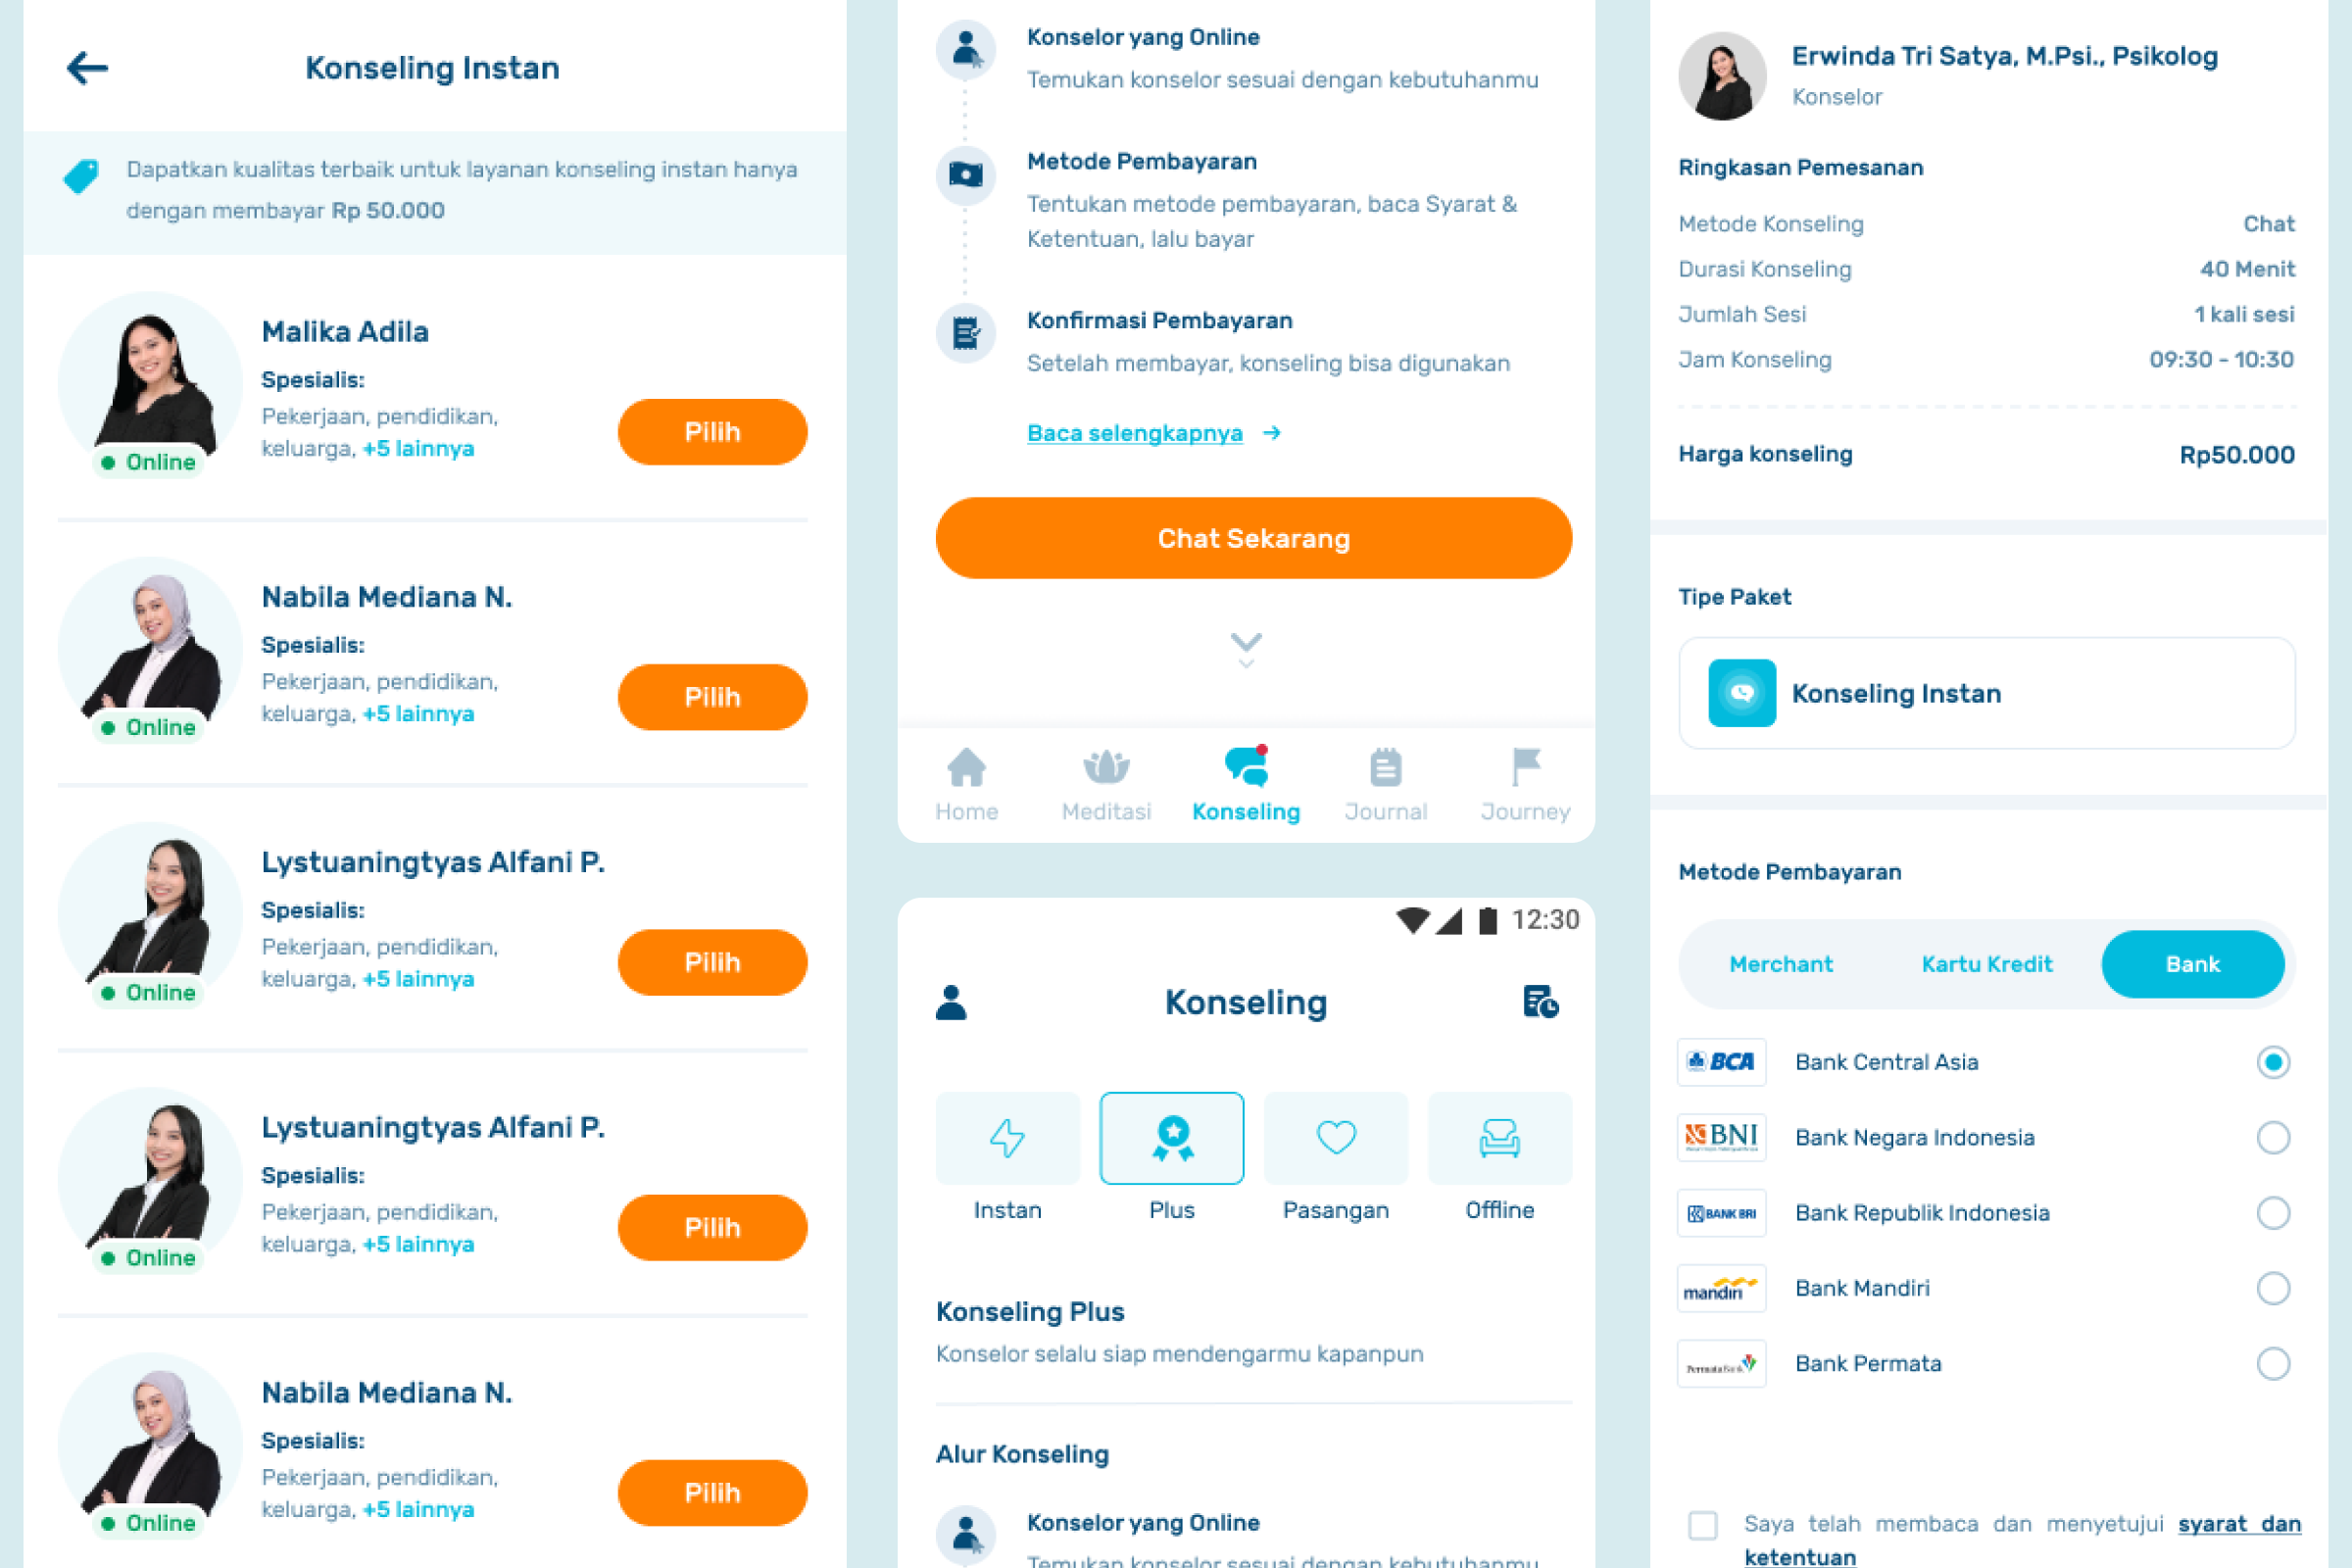 Konseling Instan
Dapatkan kualitas terbaik untuk layanan konseling instan hanya
dengan membayar Rp 50.000
Malika Adila
Spesialis:
Pekerjaan, pendidikan,
keluarga, +5 lainnya
Online
Pilih
Nabila Mediana N.
Spesialis:
Pekerjaan, pendidikan,
keluarga, +5 lainnya
Online
Pilih
Lystuaningtyas Alfani P.
Spesialis:
Pekerjaan, pendidikan,
keluarga, +5 lainnya
Online
Pilih
Lystuaningtyas Alfani P.
Spesialis:
Pekerjaan, pendidikan,
keluarga, +5 lainnya
Online
Pilih
Nabila Mediana N.
Spesialis:
Pekerjaan, pendidikan,
keluarga, +5 lainnya
Online
Pilih
Konselor yang Online
Temukan konselor sesuai dengan kebutuhanmu
Metode Pembayaran
Tentukan metode pembayaran, baca Syarat &
Ketentuan, lalu bayar
Konfirmasi Pembayaran
Setelah membayar, konseling bisa digunakan
Baca selengkapnya →
Chat Sekarang
Home Meditasi Konseling Journal Journey
12:30
Konseling
Instan Plus Pasangan Offline
Konseling Plus
Konselor selalu siap mendengarmu kapanpun
Alur Konseling
Konselor yang Online
Temukan konselor sesuai dengan kebutuhanmu
Erwinda Tri Satya, M.Psi., Psikolog
Konselor
Ringkasan Pemesanan
Metode Konseling Chat
Durasi Konseling 40 Menit
Jumlah Sesi 1 kali sesi
Jam Konseling 09:30 - 10:30
Harga konseling Rp50.000
Tipe Paket
Konseling Instan
Metode Pembayaran
Merchant Kartu Kredit Bank
BCA Bank Central Asia
BNI Bank Negara Indonesia
BANK BRI Bank Republik Indonesia
mandiri Bank Mandiri
PermataBank Bank Permata
Saya telah membaca dan menyetujui syarat dan
ketentuan